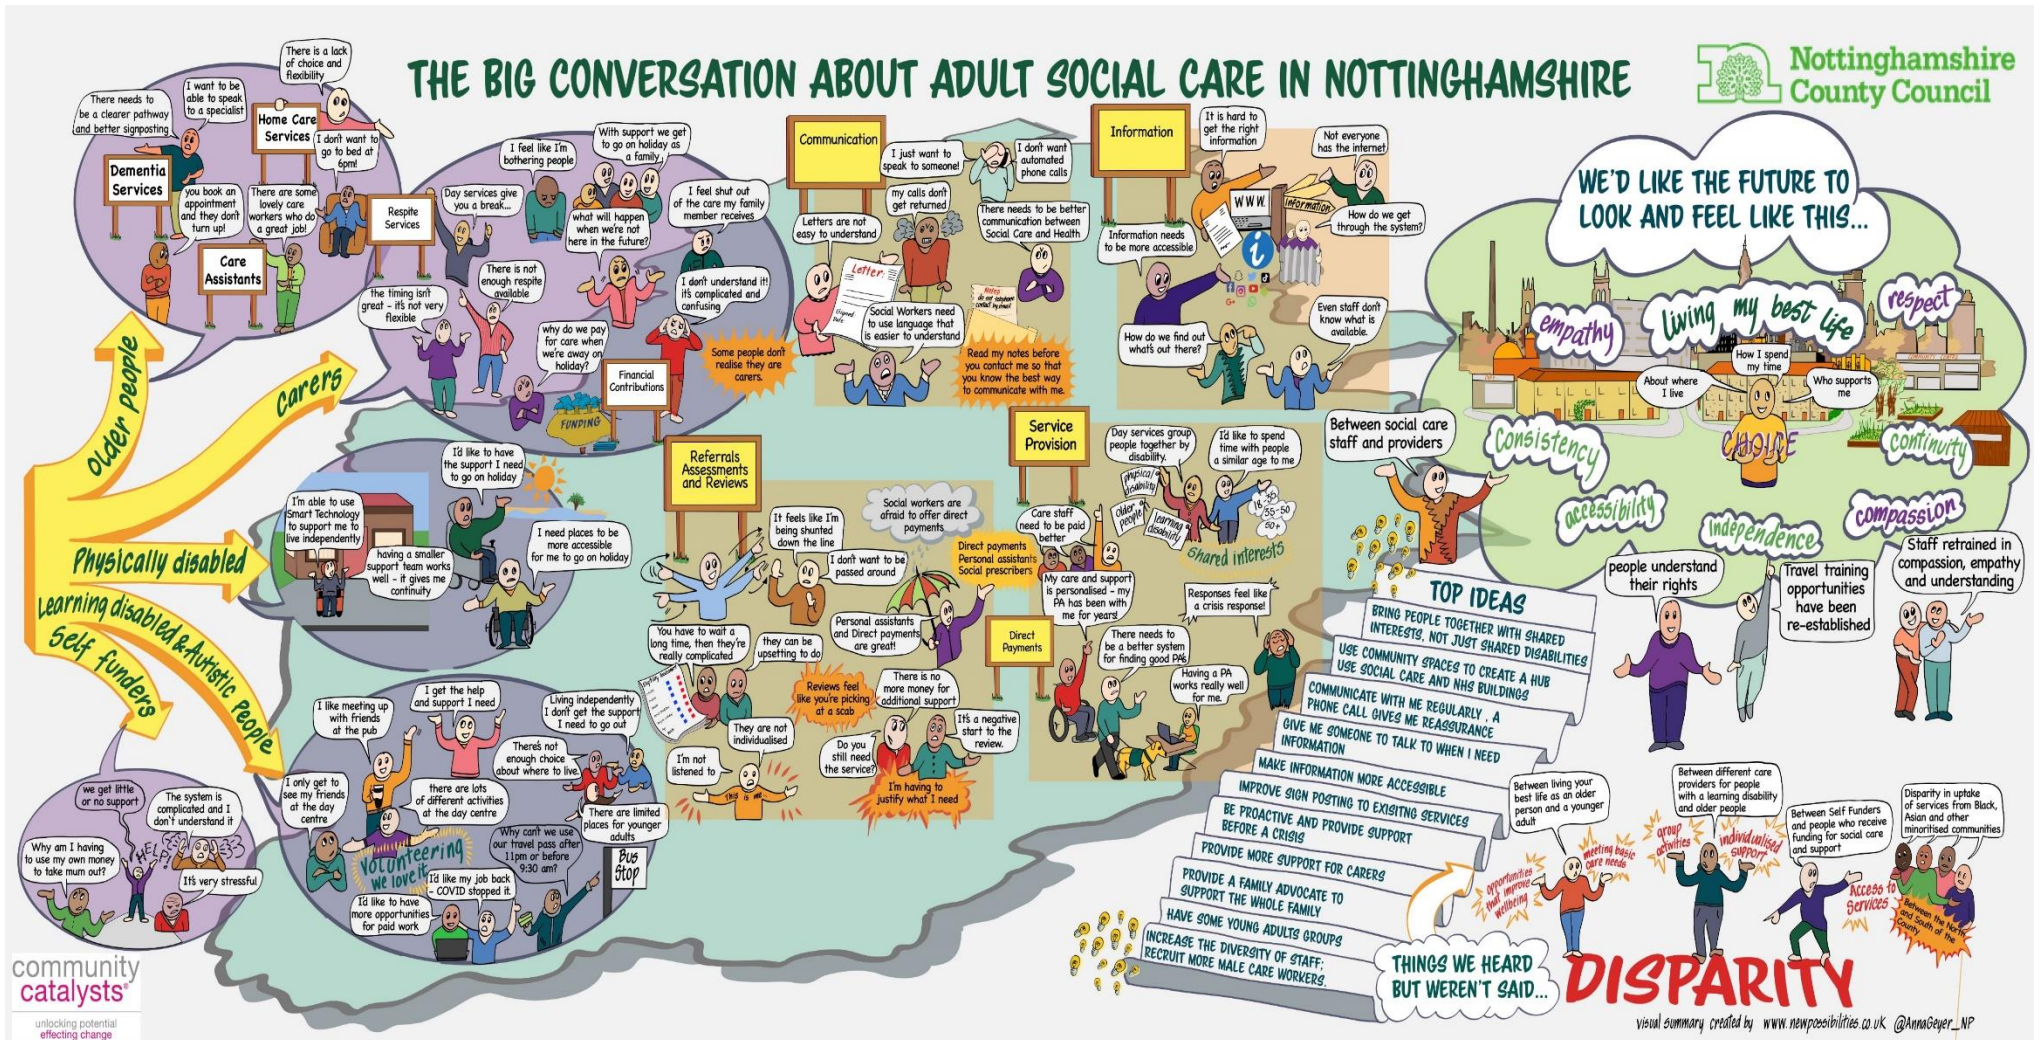 THE BIG CONVERSATION ABOUT ADULT SOCIAL CARE IN NOTTINGHAMSHIRE
Nottinghamshire
County Council
There is a lack
of choice and
flexibility
I want to be
able to speak
to a specialist
There needs to
be a clearer pathway
and better signposting
Home Care
Services
I don't want to
go to bed at
6pm!
Dementia
Services
you book an
appointment
and they don't
turn up!
There are some
lovely care
workers who do
a great job!
Care
Assistants
Older people
Carers
Physically disabled
Learning disabled & Autistic People
Self funders
With support we get
to go on holiday as
a family
I feel like I'm
bothering people
Day services give
you a break...
Respite
Services
what will happen
when we're not
here in the future?
I feel shut out
of the care my family
member receives
There is not
enough respite
available
the timing isn't
great - it's not very
flexible
I don't understand it!
it's complicated and
confusing
why do we pay
for care when
we're away on
holiday?
Financial
Contributions
FUNDING
Some people don't
realise they are
carers.
I'd like to have
the support I need
to go on holiday
I'm able to use
Smart Technology
to support me to
live independently
having a smaller
support team works
well - it gives me
continuity
I need places to be
more accessible
for me to go on holiday
I like meeting up
with friends
at the pub
I get the help
and support I need
Living independently
I don't get the support
I need to go out
There's not
enough choice
about where to live.
I only get to
see my friends
at the day
centre
there are lots
of different activities
at the day centre
There are limited
places for younger
adults
Why can't we use
our travel pass after
11pm or before
9:30 am?
Bus
Stop
Volunteering
we love it
I'd like my job back
- COVID stopped it.
I'd like to have
more opportunities
for paid work
we get little
or no support
The system is
complicated and I
don't understand it
Why am I having
to use my own money
to take mum out?
HELP!
It's very stressful
Communication
I just want to
speak to someone!
I don't want
automated
phone calls
my calls don't
get returned
Letters are not
easy to understand
There needs to be better
communication between
Social Care and Health
Letter:
Notes
do not telephone
contact by email
Social Workers need
to use language that
is easier to understand
Read my notes before
you contact me so that
you know the best way
to communicate with me.
Information
It is hard to
get the right
information
Not everyone
has the internet
WWW.
information
How do we get
through the system?
Information needs
to be more accessible
i
Even staff don't
know what is
available.
How do we find out
what's out there?
Referrals
Assessments
and Reviews
It feels like I'm
being shunted
down the line
I don't want to be
passed around
Social workers are
afraid to offer direct
payments
Direct payments
Personal assistants
Social prescribers
Personal assistants
and Direct payments
are great!
You have to wait a
long time, then they're
really complicated
they can be
upsetting to do
Reviews feel
like you're picking
at a scab
There is no
more money for
additional support
It's a negative
start to the
review.
They are not
individualised
I'm not
listened to
This is me
Do you
still need
the service?
I'm having to
justify what I need
Service
Provision
Day services group
people together by
disability.
I'd like to spend
time with people
a similar age to me
physical
disability
older
people
learning
disability
18-35
35-50
50+
Shared interests
Care staff
need to be paid
better
My care and support
is personalised - my
PA has been with
me for years!
Responses feel like
a crisis response!
Direct
Payments
There needs to
be a better system
for finding good PA's
Having a PA
works really well
for me.
Between social care
staff and providers
TOP IDEAS
BRING PEOPLE TOGETHER WITH SHARED
INTERESTS, NOT JUST SHARED DISABILITIES
USE COMMUNITY SPACES TO CREATE A HUB
USE SOCIAL CARE AND NHS BUILDINGS
COMMUNICATE WITH ME REGULARLY , A
PHONE CALL GIVES ME REASSURANCE
GIVE ME SOMEONE TO TALK TO WHEN I NEED
INFORMATION
MAKE INFORMATION MORE ACCESSIBLE
IMPROVE SIGN POSTING TO EXISITNG SERVICES
BE PROACTIVE AND PROVIDE SUPPORT
BEFORE A CRISIS
PROVIDE MORE SUPPORT FOR CARERS
PROVIDE A FAMILY ADVOCATE TO
SUPPORT THE WHOLE FAMILY
HAVE SOME YOUNG ADULTS GROUPS
INCREASE THE DIVERSITY OF STAFF;
RECRUIT MORE MALE CARE WORKERS.
WE'D LIKE THE FUTURE TO
LOOK AND FEEL LIKE THIS...
empathy
Living my best life
respect
How I spend
my time
About where
I live
Who supports
me
CHOICE
Consistency
continuity
accessibility
Independence
compassion
people understand
their rights
Travel training
opportunities
have been
re-established
Staff retrained in
compassion, empathy
and understanding
THINGS WE HEARD
BUT WEREN'T SAID...
DISPARITY
Between living your
best life as an older
person and a younger
adult
opportunities
that improve
wellbeing
meeting basic
care needs
Between different care
providers for people
with a learning disability
and older people
group
activities
individualised
support
Between Self Funders
and people who receive
funding for social care
and support
Access to
Services
Disparity in uptake
of services from Black,
Asian and other
minoritised communities
Between the North
and South of the
County
community
catalysts®
unlocking potential
effecting change
visual summary created by www.newpossibilities.co.uk @AnnaGeyer_NP